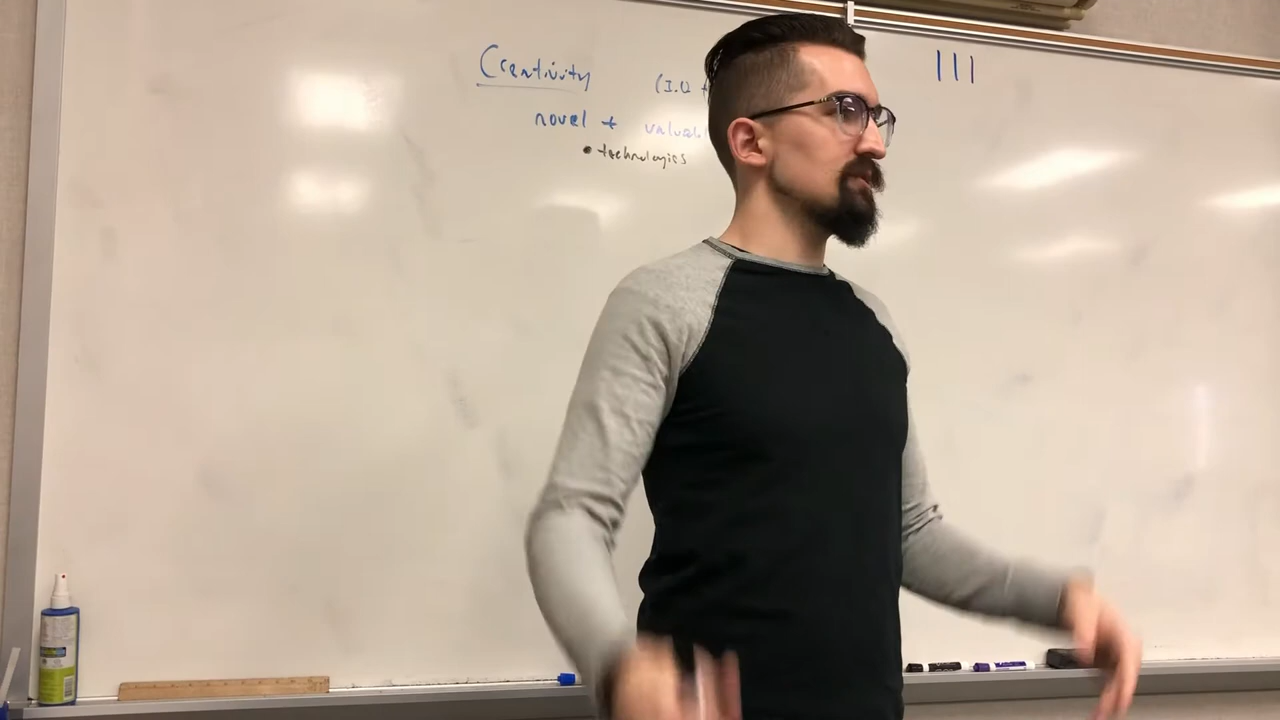 Creativity (I.Q +
novel + valuabl
• technologies
|||